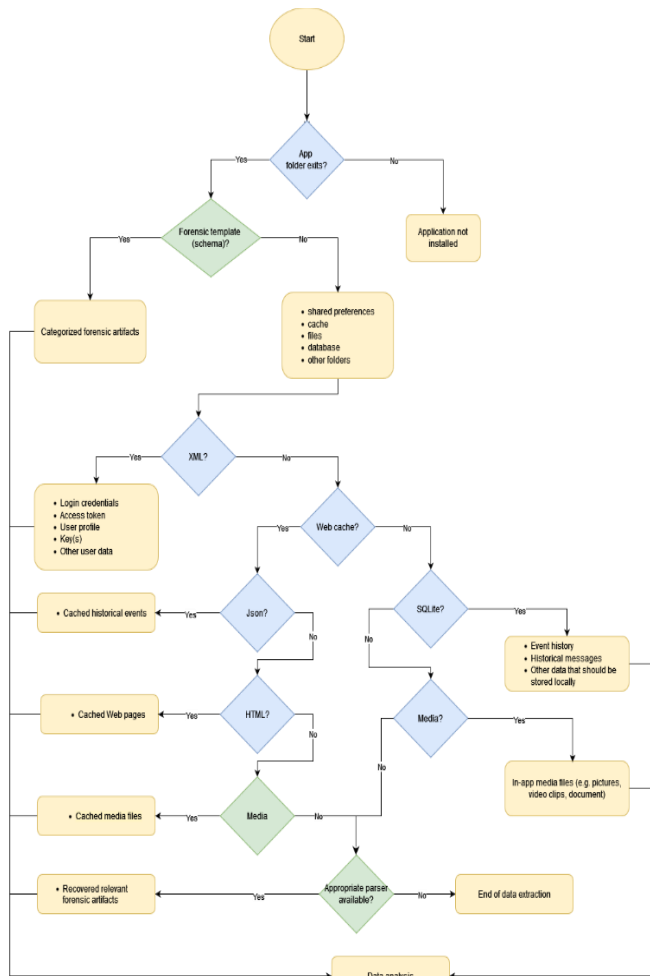 Start
App
folder exits?
Yes
No
Forensic template
(schema)?
Application not
installed
Yes
No
Categorized forensic artifacts
• shared preferences
• cache
• files
• database
• other folders
XML?
Yes
No
• Login credentials
• Access token
• User profile
• Key(s)
• Other user data
Web cache?
Yes
No
• Cached historical events
Yes
Json?
SQLite?
Yes
No
No
• Event history
• Historical messages
• Other data that should be
stored locally
• Cached Web pages
Yes
HTML?
Media?
Yes
No
No
In-app media files (e.g. pictures,
video clips, document)
• Cached media files
Yes
Media
No
• Recovered relevant
forensic artifacts
Yes
Appropriate parser
available?
No
End of data extraction
Data analysis